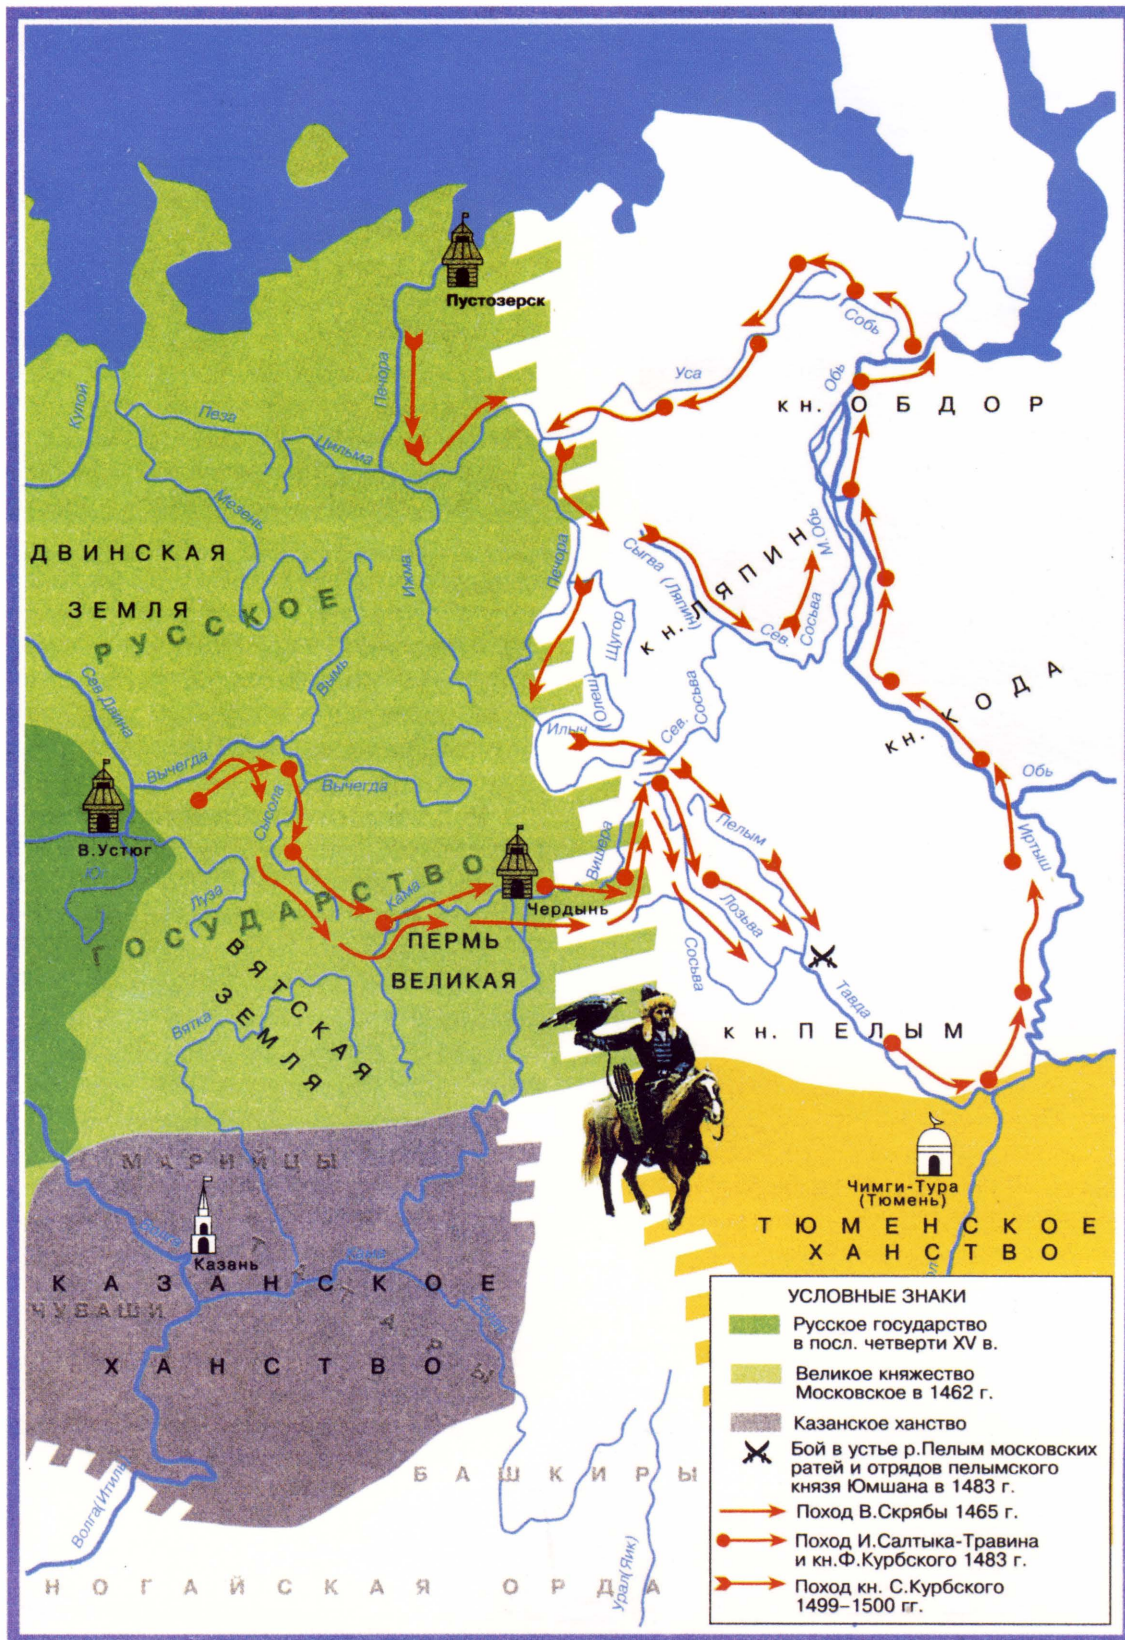 Пустозерск
Печора
Кулой
Пеза
Цильма
Мезень
Ижма
Уса
Собь
Обь
кн. ОБДОР
ДВИНСКАЯ
ЗЕМЛЯ
РУССКОЕ
ГОСУДАРСТВО
Печора
Сыгва (Ляпин)
кн. ЛЯПИН
М.Обь
Сев.
Сосьва
Щугор
(Олеш)
Илыч
Сев.
Сосьва
кн. КОДА
Обь
Иртыш
Сев Двина
Вымь
Вычегда
Вычегда
Сысола
В.Устюг
Юг
Луза
Кама
Вишера
Чердынь
Пелым
Лозьва
Сосьва
Тавда
ПЕРМЬ
ВЕЛИКАЯ
ВЯТСКАЯ
ЗЕМЛЯ
Вятка
кн. ПЕЛЫМ
МАРИЙЦЫ
Волга
Казань
Кама
КАЗАНСКОЕ
ХАНСТВО
ЧУВАШИ
Чимги-Тура
(Тюмень)
ТЮМЕНСКОЕ
ХАНСТВО
БАШКИРЫ
Волга(Итиль)
Урал(Яик)
НОГАЙСКАЯ ОРДА
УСЛОВНЫЕ ЗНАКИ
Русское государство
в посл. четверти XV в.
Великое княжество
Московское в 1462 г.
Казанское ханство
Бой в устье р.Пелым московских
ратей и отрядов пелымского
князя Юмшана в 1483 г.
Поход В.Скрябы 1465 г.
Поход И.Салтыка-Травина
и кн.Ф.Курбского 1483 г.
Поход кн. С.Курбского
1499–1500 гг.